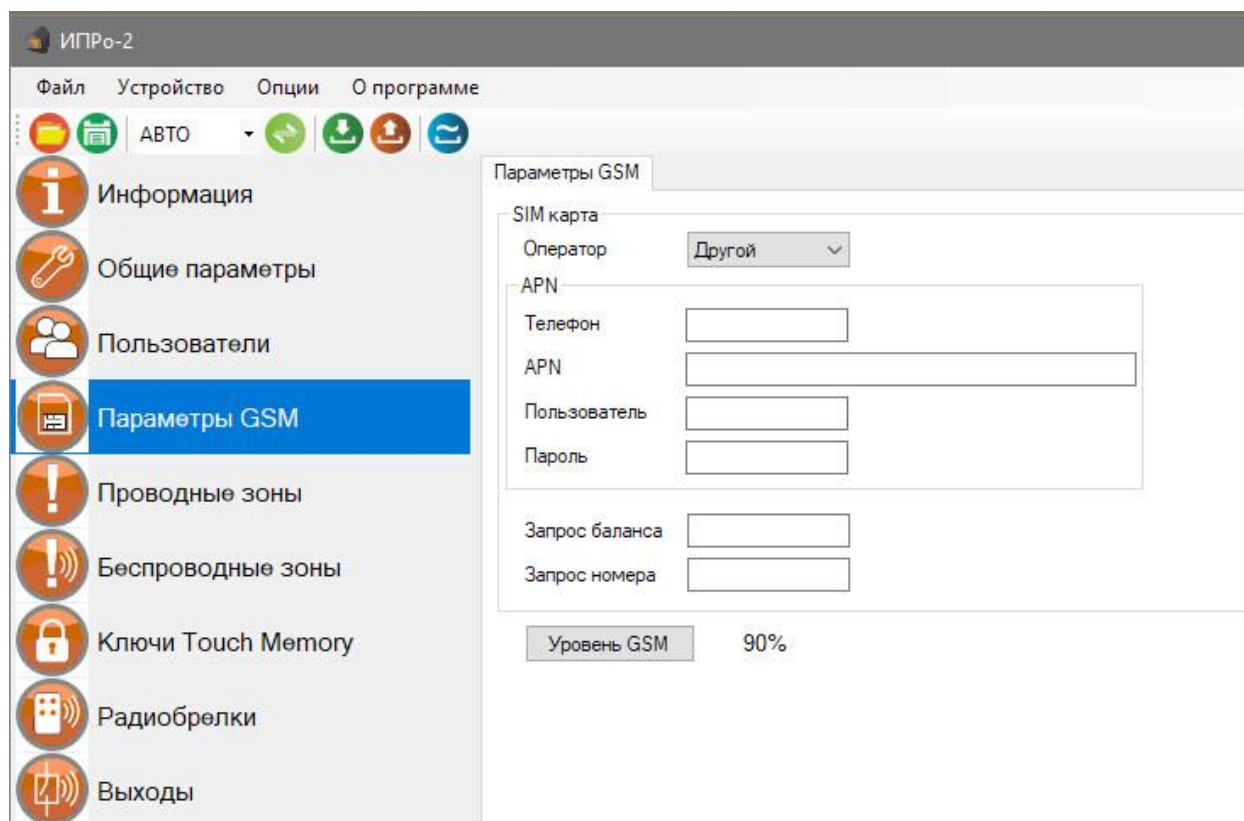 ИПРо-2
Файл Устройство Опции О программе
АВТО
Информация
Общие параметры
Пользователи
Параметры GSM
Проводные зоны
Беспроводные зоны
Ключи Touch Memory
Радиобрелки
Выходы
Параметры GSM
SIM карта
Оператор Другой
APN
Телефон
APN
Пользователь
Пароль
Запрос баланса
Запрос номера
Уровень GSM 90%